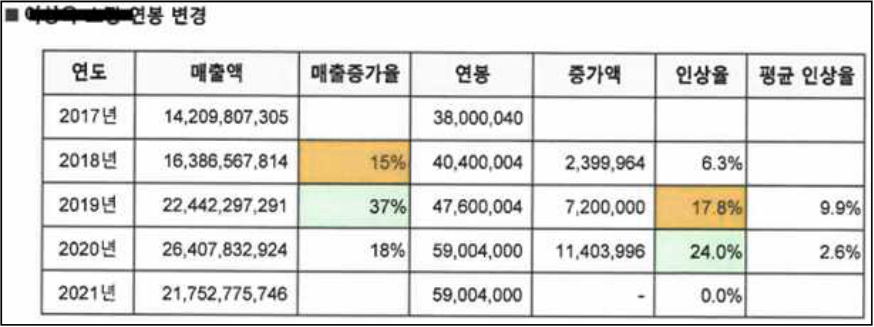 ■ 연봉 변경
연도 매출액 매출증가율 연봉 증가액 인상율 평균 인상율
2017년 14,209,807,305 38,000,040
2018년 16,386,567,814 15% 40,400,004 2,399,964 6.3%
2019년 22,442,297,291 37% 47,600,004 7,200,000 17.8% 9.9%
2020년 26,407,832,924 18% 59,004,000 11,403,996 24.0% 2.6%
2021년 21,752,775,746 59,004,000 - 0.0%